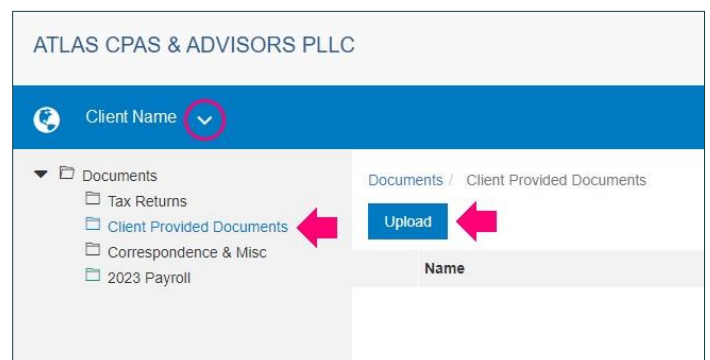 ATLAS CPAS & ADVISORS PLLC
Client Name
Documents
Tax Returns
Client Provided Documents
Correspondence & Misc
2023 Payroll
Documents / Client Provided Documents
Upload
Name